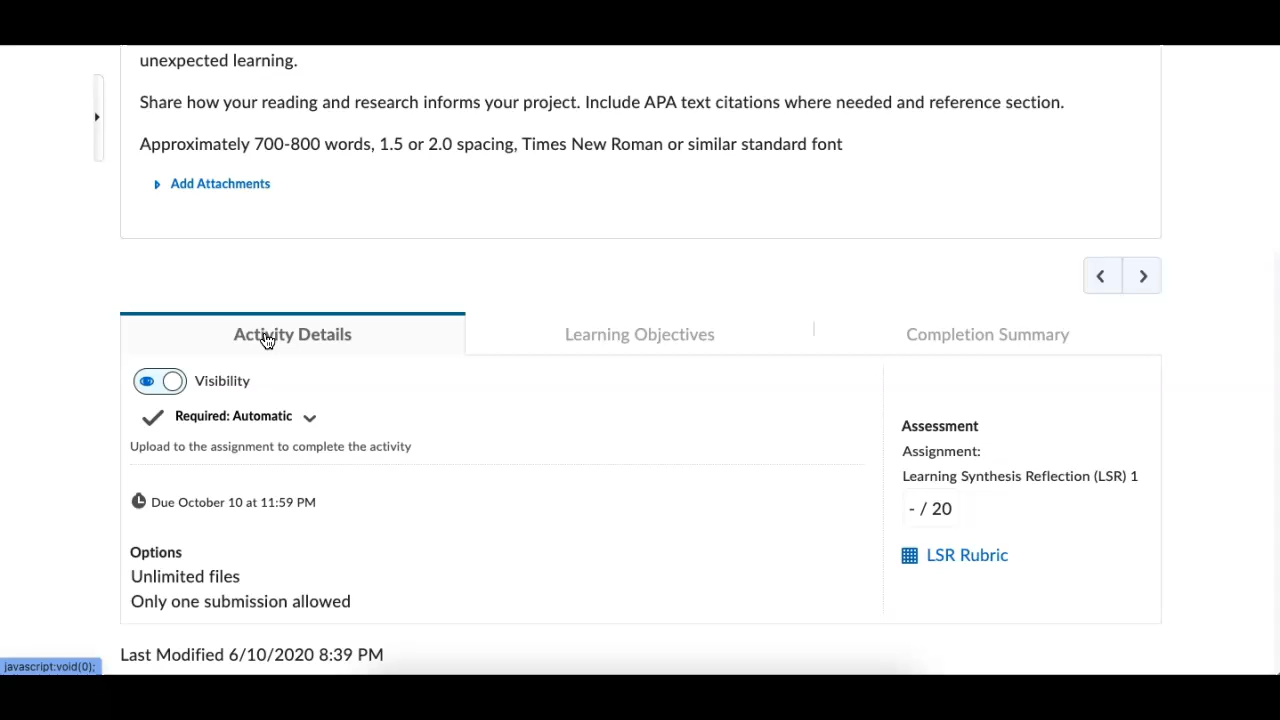 unexpected learning.
Share how your reading and research informs your project. Include APA text citations where needed and reference section.
Approximately 700-800 words, 1.5 or 2.0 spacing, Times New Roman or similar standard font
Add Attachments
Activity Details
Learning Objectives
Completion Summary
Visibility
Required: Automatic
Upload to the assignment to complete the activity
Due October 10 at 11:59 PM
Options
Unlimited files
Only one submission allowed
Assessment
Assignment:
Learning Synthesis Reflection (LSR) 1
- / 20
LSR Rubric
Last Modified 6/10/2020 8:39 PM
javascript:void(0);